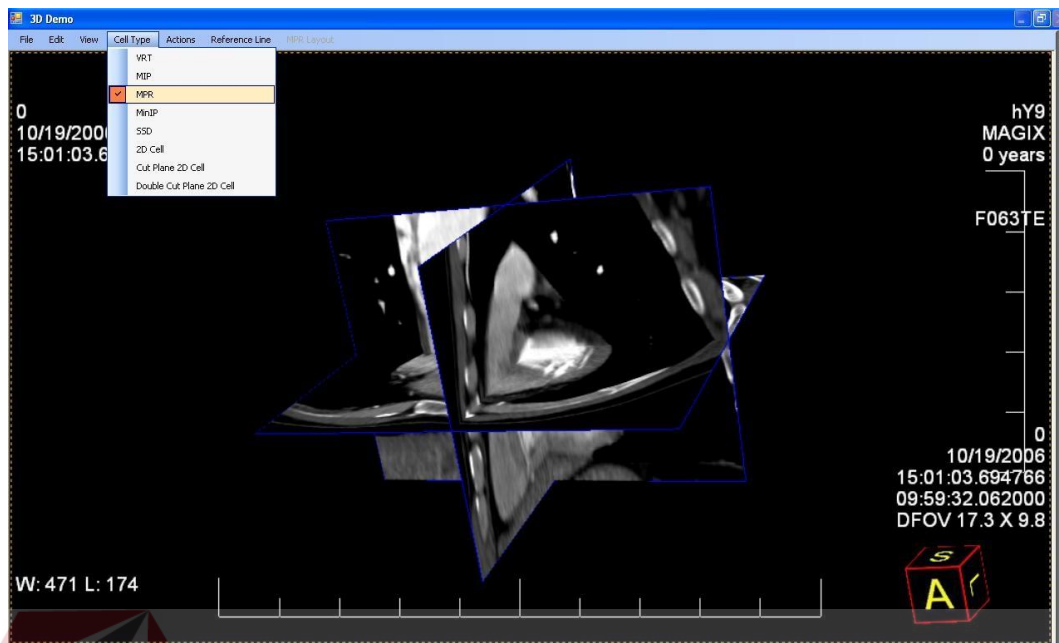 3D Demo
File Edit View Cell Type Actions Reference Line MPR Layout
VRT
MIP
MPR
MinIP
SSD
2D Cell
Cut Plane 2D Cell
Double Cut Plane 2D Cell
0
10/19/200
15:01:03.6
hY9
MAGIX
0 years
F063TE
0
10/19/2006
15:01:03.694766
09:59:32.062000
DFOV 17.3 X 9.8
W: 471 L: 174
S
A
L